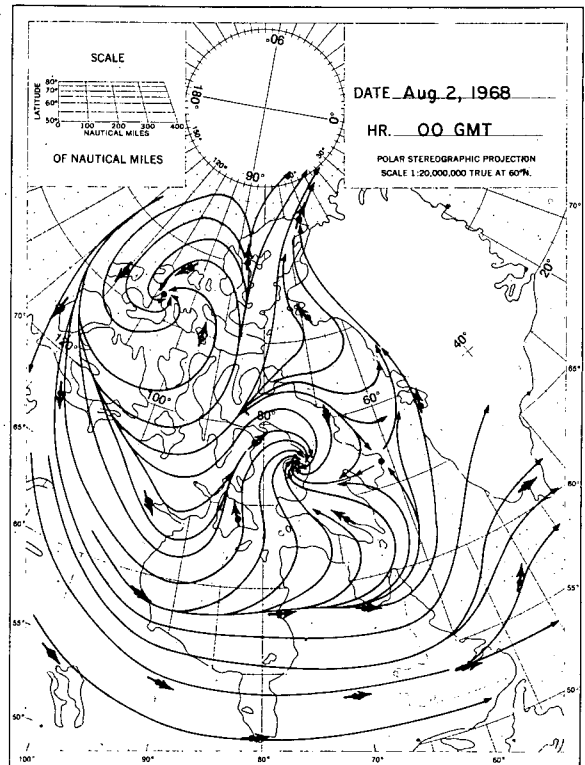 SCALE
LATITUDE
80°
70°
60°
50°
0 100 200 300 400
NAUTICAL MILES
OF NAUTICAL MILES
90°
180°
0°
150°
120°
90°
60°
30°
DATE Aug. 2, 1968
HR. 00 GMT
POLAR STEREOGRAPHIC PROJECTION
SCALE 1:20,000,000 TRUE AT 60°N.
70°
20°
70°
40°
65°
100°
80°
60°
65°
60°
60°
55°
55°
50°
50°
100° 90° 80° 70° 60°